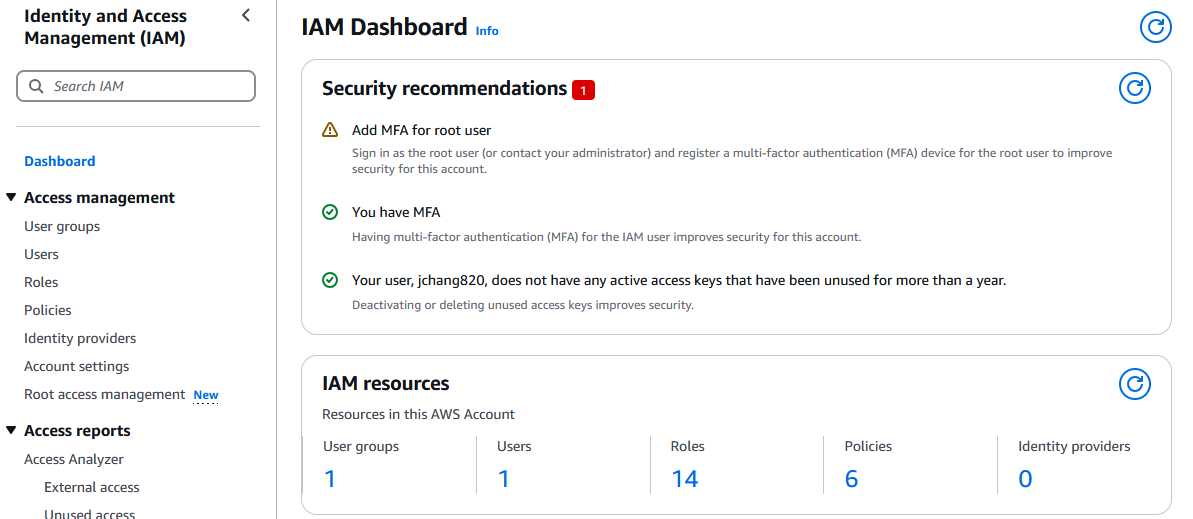 Identity and Access
Management (IAM)
Search IAM
Dashboard
Access management
User groups
Users
Roles
Policies
Identity providers
Account settings
Root access management New
Access reports
Access Analyzer
External access
Unused access
IAM Dashboard Info
Security recommendations 1
Add MFA for root user
Sign in as the root user (or contact your administrator) and register a multi-factor authentication (MFA) device for the root user to improve
security for this account.
You have MFA
Having multi-factor authentication (MFA) for the IAM user improves security for this account.
Your user, jchang820, does not have any active access keys that have been unused for more than a year.
Deactivating or deleting unused access keys improves security.
IAM resources
Resources in this AWS Account
User groups Users Roles Policies Identity providers
1 1 14 6 0